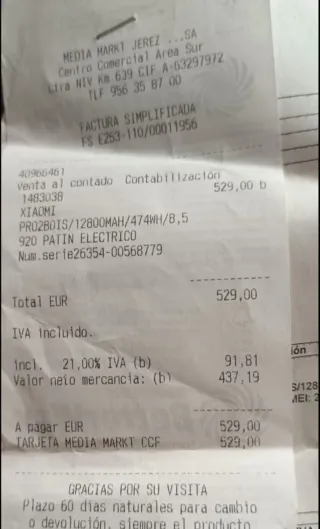 MEDIA MARKT JEREZ ...SA
Centro Comercial Area Sur
Ctra NIV Km 639 CIF A-63297972
TLF 956 35 87 00
FACTURA SIMPLIFICADA
FS E253-110/00011956
40966461
Venta al contado Contabilización
529,00 b
1483038
XIAOMI
PRO2BOIS/12800MAH/474WH/8,5
920 PATIN ELECTRICO
Num.serie26354-00568779
Total EUR 529,00
IVA incluido.
incl. 21,00% IVA (b) 91,81
Valor neto mercancia: (b) 437,19
A pagar EUR 529,00
TARJETA MEDIA MARKT CCF 529,00
GRACIAS POR SU VISITA
Plazo 60 dias naturales para cambio
o devolución, siempre el producto
ión
S/128
MEI: 2